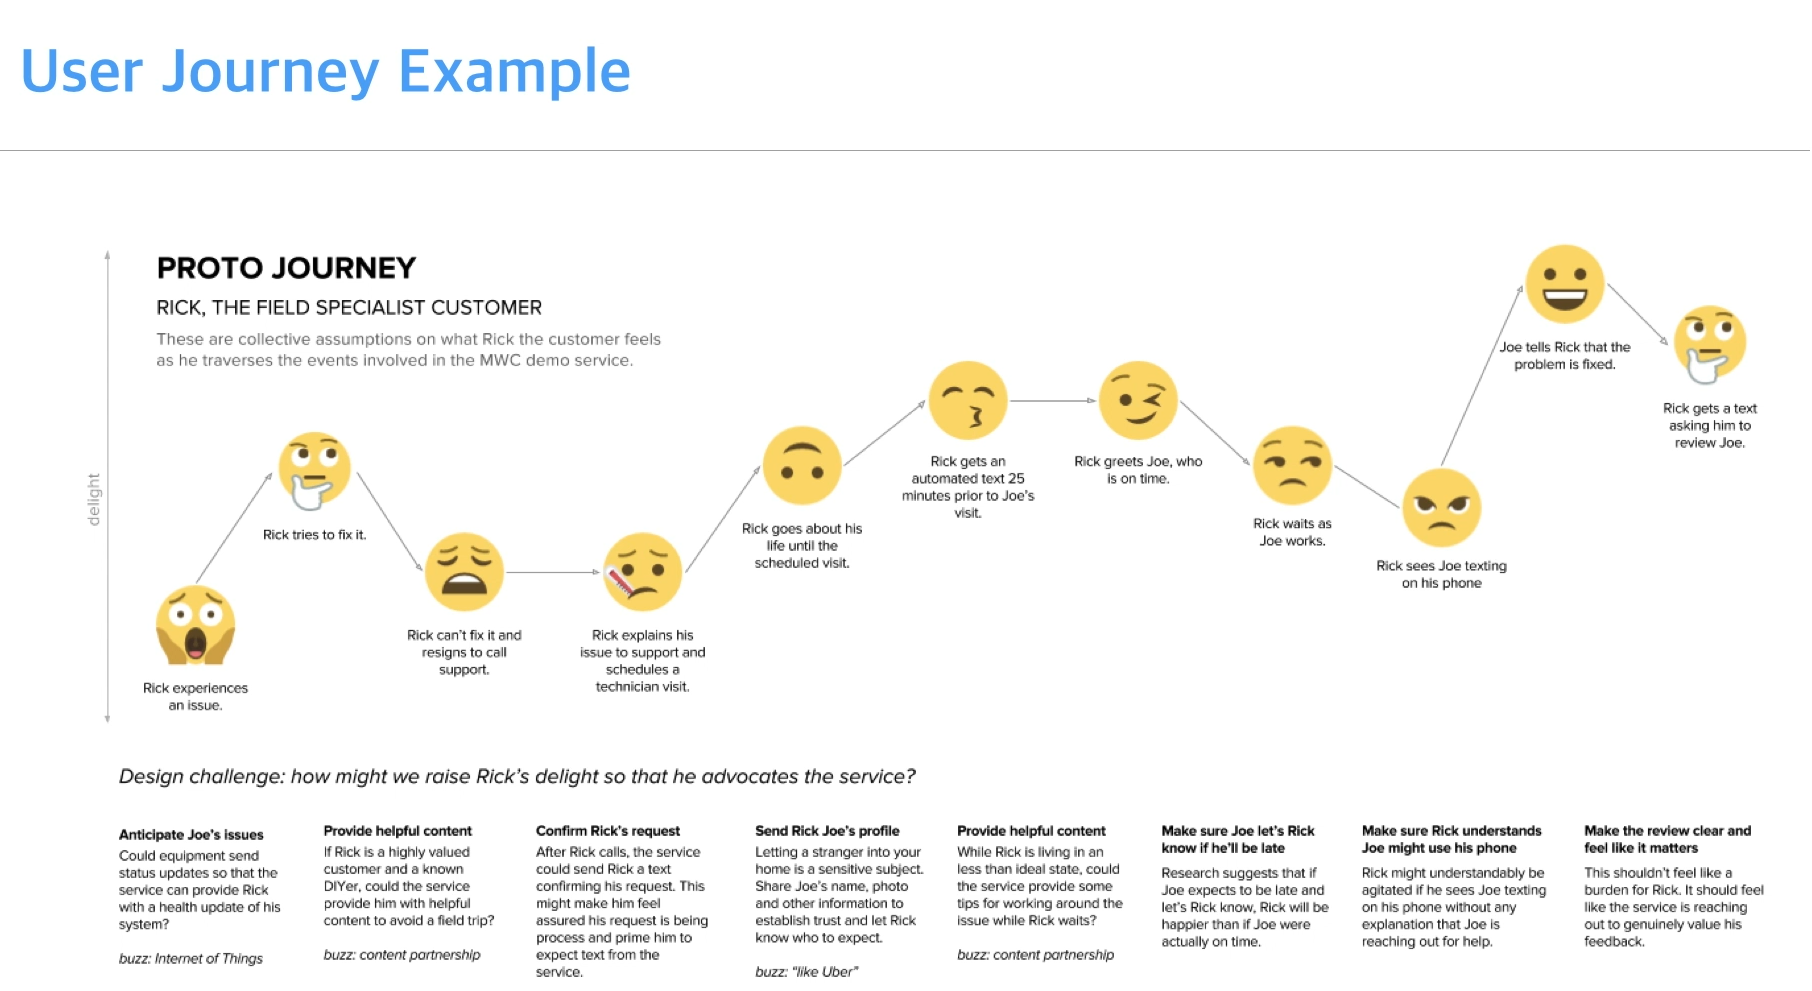 User Journey Example
PROTO JOURNEY
RICK, THE FIELD SPECIALIST CUSTOMER
These are collective assumptions on what Rick the customer feels
as he traverses the events involved in the MWC demo service.
delight
Rick experiences
an issue.
Rick tries to fix it.
Rick can't fix it and
resigns to call
support.
Rick explains his
issue to support and
schedules a
technician visit.
Rick goes about his
life until the
scheduled visit.
Rick gets an
automated text 25
minutes prior to Joe's
visit.
Rick greets Joe, who
is on time.
Rick waits as
Joe works.
Rick sees Joe texting
on his phone
Joe tells Rick that the
problem is fixed.
Rick gets a text
asking him to
review Joe.
Design challenge: how might we raise Rick's delight so that he advocates the service?
Anticipate Joe's issues
Could equipment send
status updates so that the
service can provide Rick
with a health update of his
system?
buzz: Internet of Things
Provide helpful content
If Rick is a highly valued
customer and a known
DIYer, could the service
provide him with helpful
content to avoid a field trip?
buzz: content partnership
Confirm Rick's request
After Rick calls, the service
could send Rick a text
confirming his request. This
might make him feel
assured his request is being
process and prime him to
expect text from the
service.
Send Rick Joe's profile
Letting a stranger into your
home is a sensitive subject.
Share Joe's name, photo
and other information to
establish trust and let Rick
know who to expect.
buzz: "like Uber"
Provide helpful content
While Rick is living in an
less than ideal state, could
the service provide some
tips for working around the
issue while Rick waits?
buzz: content partnership
Make sure Joe let's Rick
know if he'll be late
Research suggests that if
Joe expects to be late and
let's Rick know, Rick will be
happier than if Joe were
actually on time.
Make sure Rick understands
Joe might use his phone
Rick might understandably be
agitated if he sees Joe texting
on his phone without any
explanation that Joe is
reaching out for help.
Make the review clear and
feel like it matters
This shouldn't feel like a
burden for Rick. It should feel
like the service is reaching
out to genuinely value his
feedback.